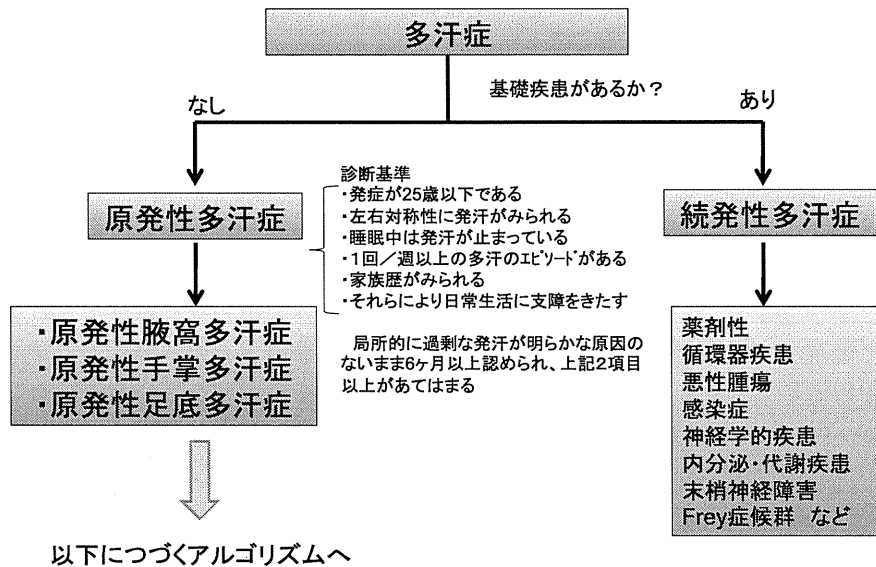 多汗症
基礎疾患があるか？
なし
あり
原発性多汗症
診断基準
・発症が25歳以下である
・左右対称性に発汗がみられる
・睡眠中は発汗が止まっている
・1回／週以上の多汗のエピソードがある
・家族歴がみられる
・それらにより日常生活に支障をきたす
局所的に過剰な発汗が明らかな原因の
ないまま6ヶ月以上認められ、上記2項目
以上があてはまる
続発性多汗症
・原発性腋窩多汗症
・原発性手掌多汗症
・原発性足底多汗症
薬剤性
循環器疾患
悪性腫瘍
感染症
神経学的疾患
内分泌・代謝疾患
末梢神経障害
Frey症候群 など
以下につづくアルゴリズムへ